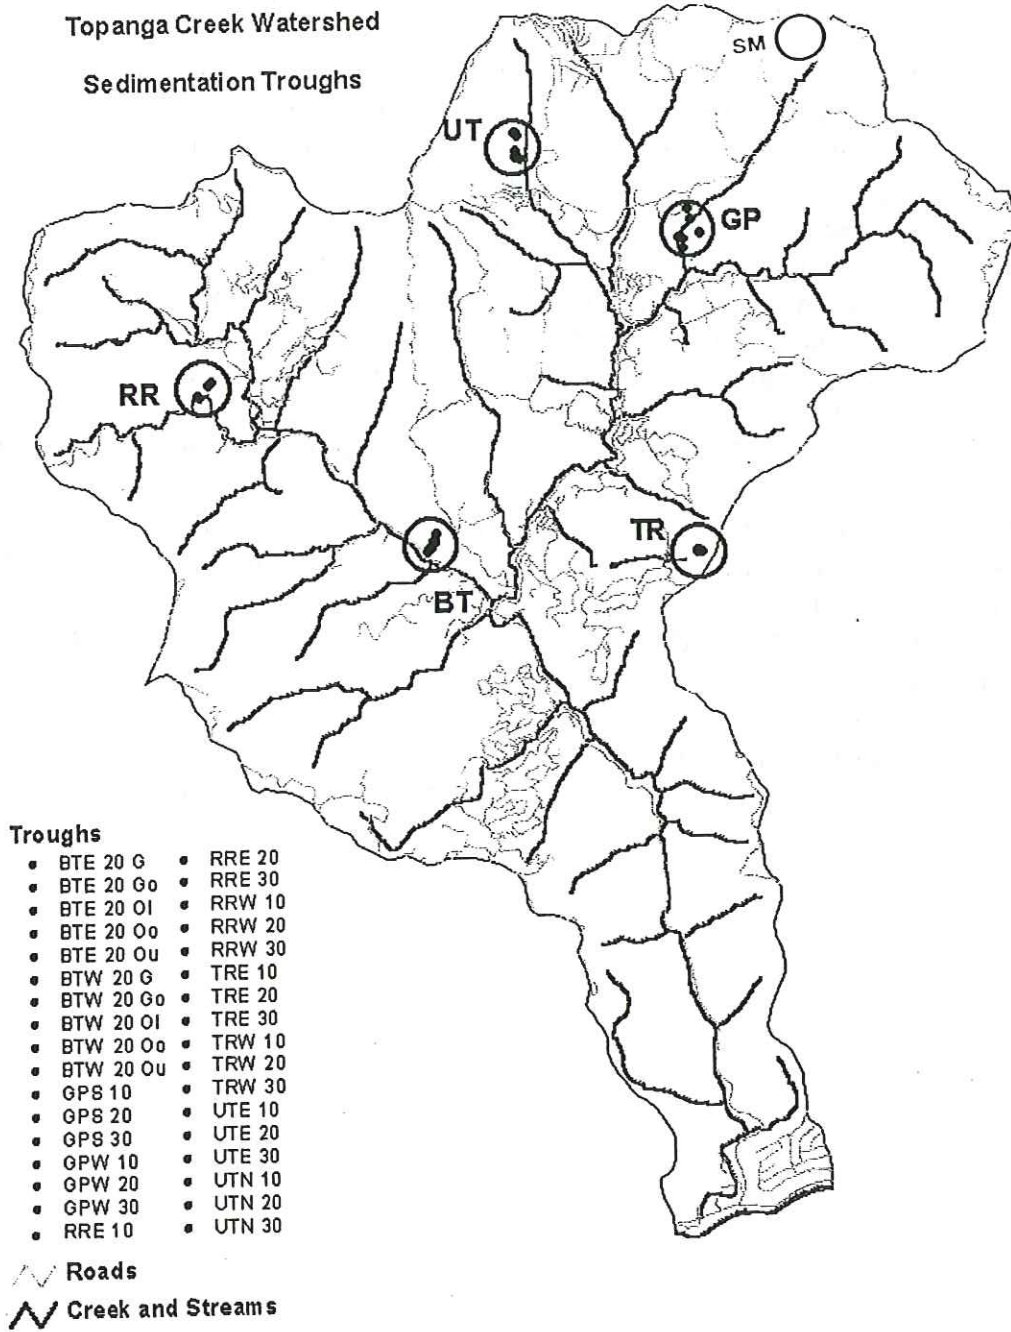 Topanga Creek Watershed
Sedimentation Troughs
SM
UT
GP
RR
TR
BT
Troughs
BTE 20 G
BTE 20 Go
BTE 20 Ol
BTE 20 Oo
BTE 20 Ou
BTW 20 G
BTW 20 Go
BTW 20 Ol
BTW 20 Oo
BTW 20 Ou
GPS 10
GPS 20
GPS 30
GPW 10
GPW 20
GPW 30
RRE 10
RRE 20
RRE 30
RRW 10
RRW 20
RRW 30
TRE 10
TRE 20
TRE 30
TRW 10
TRW 20
TRW 30
UTE 10
UTE 20
UTE 30
UTN 10
UTN 20
UTN 30
Roads
Creek and Streams